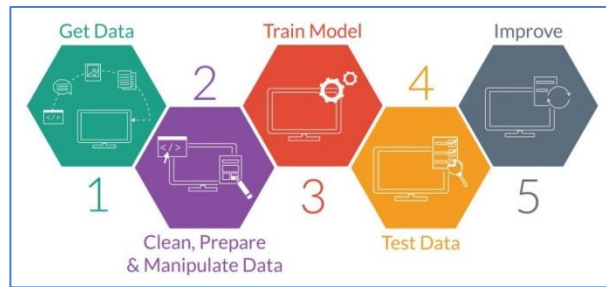 Get Data
1
2
Clean, Prepare
& Manipulate Data
Train Model
3
4
Test Data
Improve
5
</>
</>